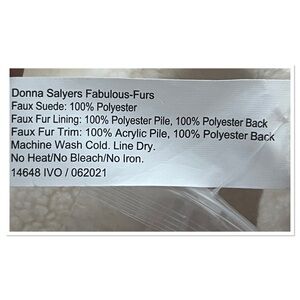 Donna Salyers Fabulous-Furs
Faux Suede: 100% Polyester
Faux Fur Lining: 100% Polyester Pile, 100% Polyester Back
Faux Fur Trim: 100% Acrylic Pile, 100% Polyester Back
Machine Wash Cold. Line Dry.
No Heat/No Bleach/No Iron.
14648 IVO / 062021